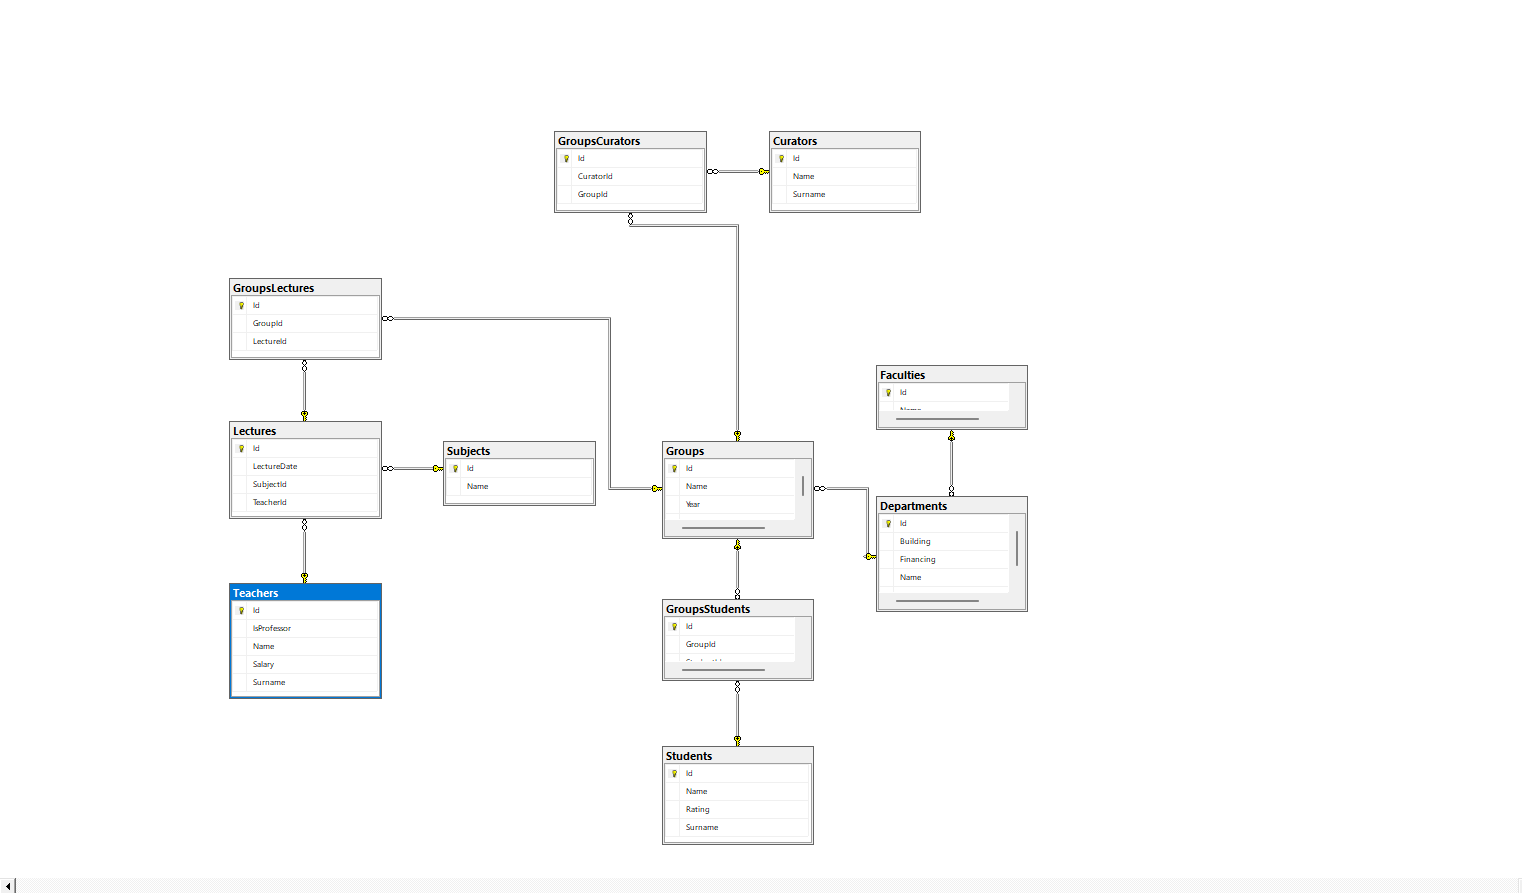 GroupsCurators
Id
CuratorId
GroupId
Curators
Id
Name
Surname
GroupsLectures
Id
GroupId
LectureId
Faculties
Id
Lectures
Id
LectureDate
SubjectId
TeacherId
Subjects
Id
Name
Groups
Id
Name
Year
Departments
Id
Building
Financing
Name
Teachers
Id
IsProfessor
Name
Salary
Surname
GroupsStudents
Id
GroupId
Students
Id
Name
Rating
Surname